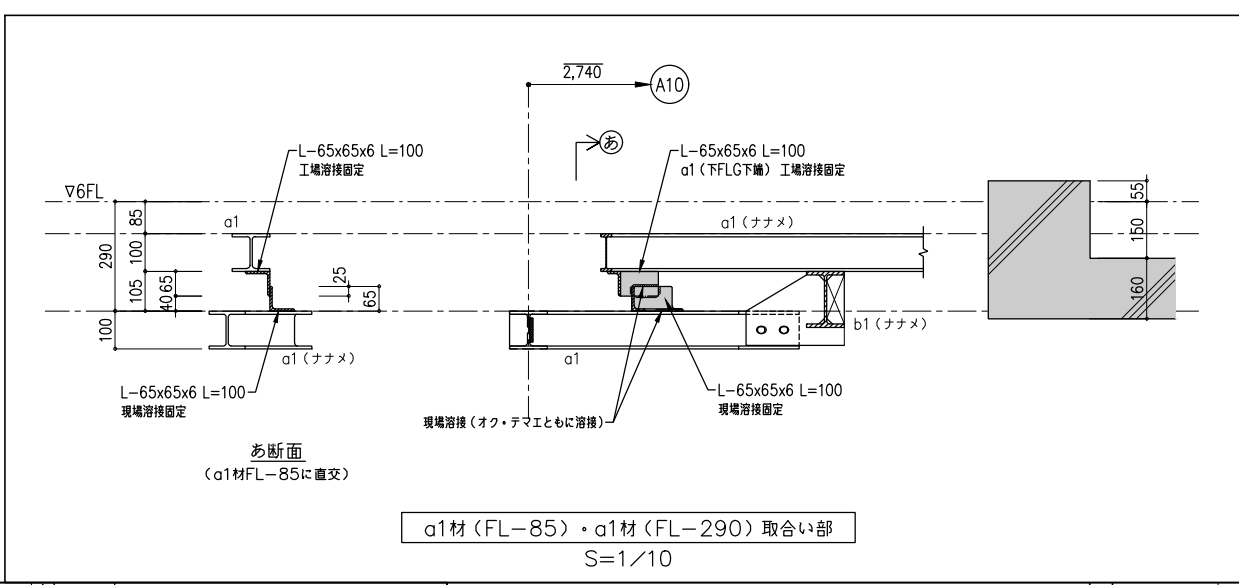 2,740
A10
あ
L-65x65x6 L=100
工場溶接固定
L-65x65x6 L=100
a1(下FLG下端) 工場溶接固定
▽6FL
a1
a1(ナナメ)
85
100
290
105
65
40
100
25
65
55
150
160
a1(ナナメ)
a1
b1(ナナメ)
L-65x65x6 L=100
現場溶接固定
L-65x65x6 L=100
現場溶接固定
現場溶接(オク・テマエともに溶接)
あ断面
(a1材FL-85に直交)
a1材(FL-85)・a1材(FL-290)取合い部
S=1/10